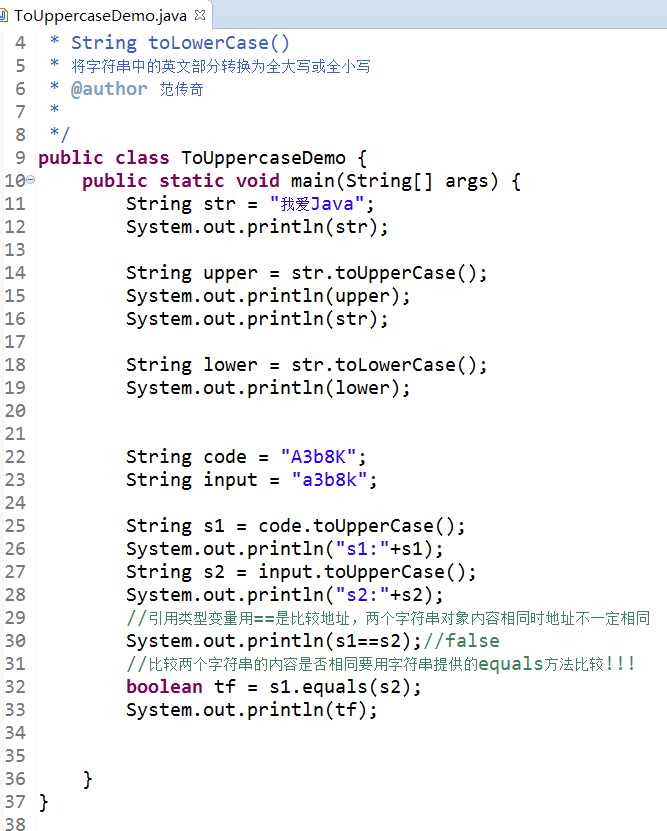 ToUppercaseDemo.java
4 * String toLowerCase()
5 * 将字符串中的英文部分转换为全大写或全小写
6 * @author 范传奇
7 *
8 */
9 public class ToUppercaseDemo {
10 public static void main(String[] args) {
11 String str = "我爱Java";
12 System.out.println(str);
13
14 String upper = str.toUpperCase();
15 System.out.println(upper);
16 System.out.println(str);
17
18 String lower = str.toLowerCase();
19 System.out.println(lower);
20
21
22 String code = "A3b8K";
23 String input = "a3b8k";
24
25 String s1 = code.toUpperCase();
26 System.out.println("s1:"+s1);
27 String s2 = input.toUpperCase();
28 System.out.println("s2:"+s2);
29 //引用类型变量用==是比较地址，两个字符串对象内容相同时地址不一定相同
30 System.out.println(s1==s2);//false
31 //比较两个字符串的内容是否相同要用字符串提供的equals方法比较!!!
32 boolean tf = s1.equals(s2);
33 System.out.println(tf);
34
35
36 }
37 }
38